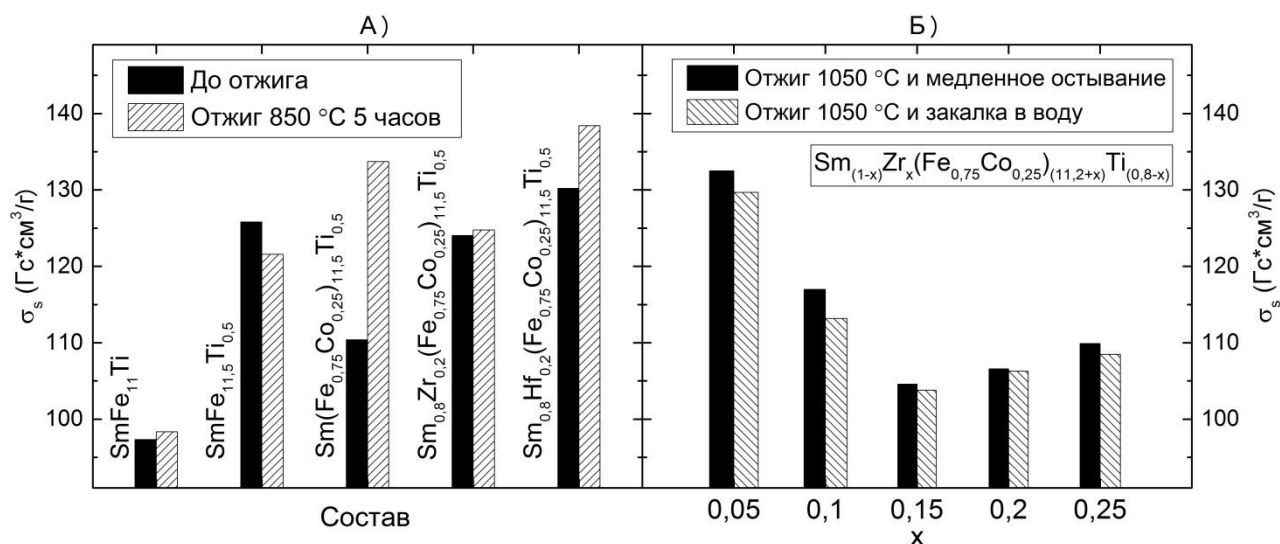 А)
До отжига
Отжиг 850 °C 5 часов
σs (Гс*см³/г)
140
130
120
110
100
SmFe11Ti
SmFe11,5Ti0,5
Sm(Fe0,75Co0,25)11,5Ti0,5
Sm0,8Zr0,2(Fe0,75Co0,25)11,5Ti0,5
Sm0,8Hf0,2(Fe0,75Co0,25)11,5Ti0,5
Состав
Б)
Отжиг 1050 °C и медленное остывание
Отжиг 1050 °C и закалка в воду
Sm(1-x)Zrx(Fe0,75Co0,25)(11,2+x)Ti(0,8-x)
140
130
120
110
100
σs (Гс*см³/г)
0,05 0,1 0,15 0,2 0,25
x